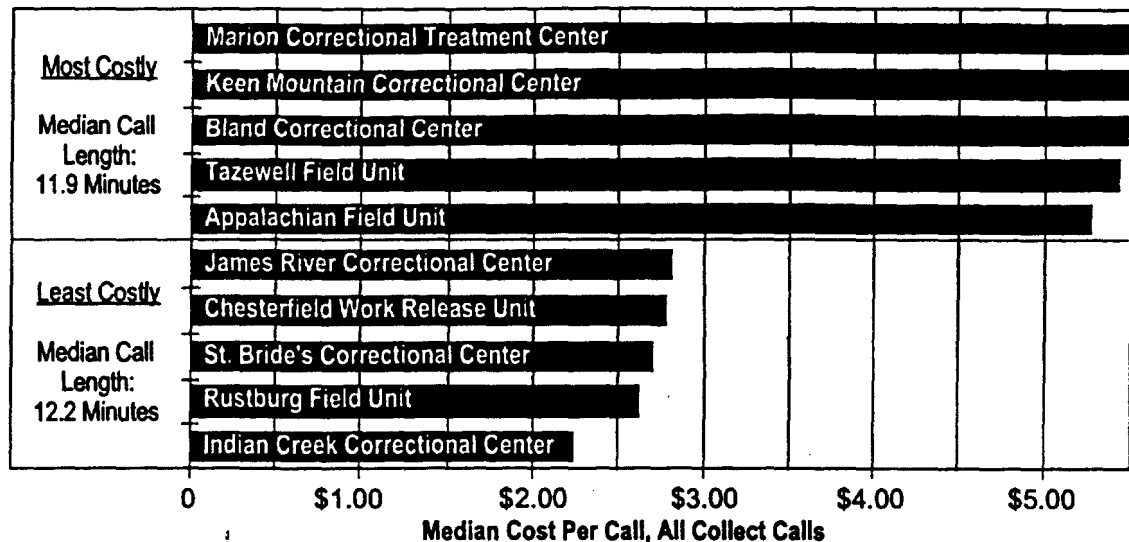 Most Costly
Median Call
Length:
11.9 Minutes
Marion Correctional Treatment Center
Keen Mountain Correctional Center
Bland Correctional Center
Tazewell Field Unit
Appalachian Field Unit
Least Costly
Median Call
Length:
12.2 Minutes
James River Correctional Center
Chesterfield Work Release Unit
St. Bride's Correctional Center
Rustburg Field Unit
Indian Creek Correctional Center
0 $1.00 $2.00 $3.00 $4.00 $5.00
Median Cost Per Call, All Collect Calls